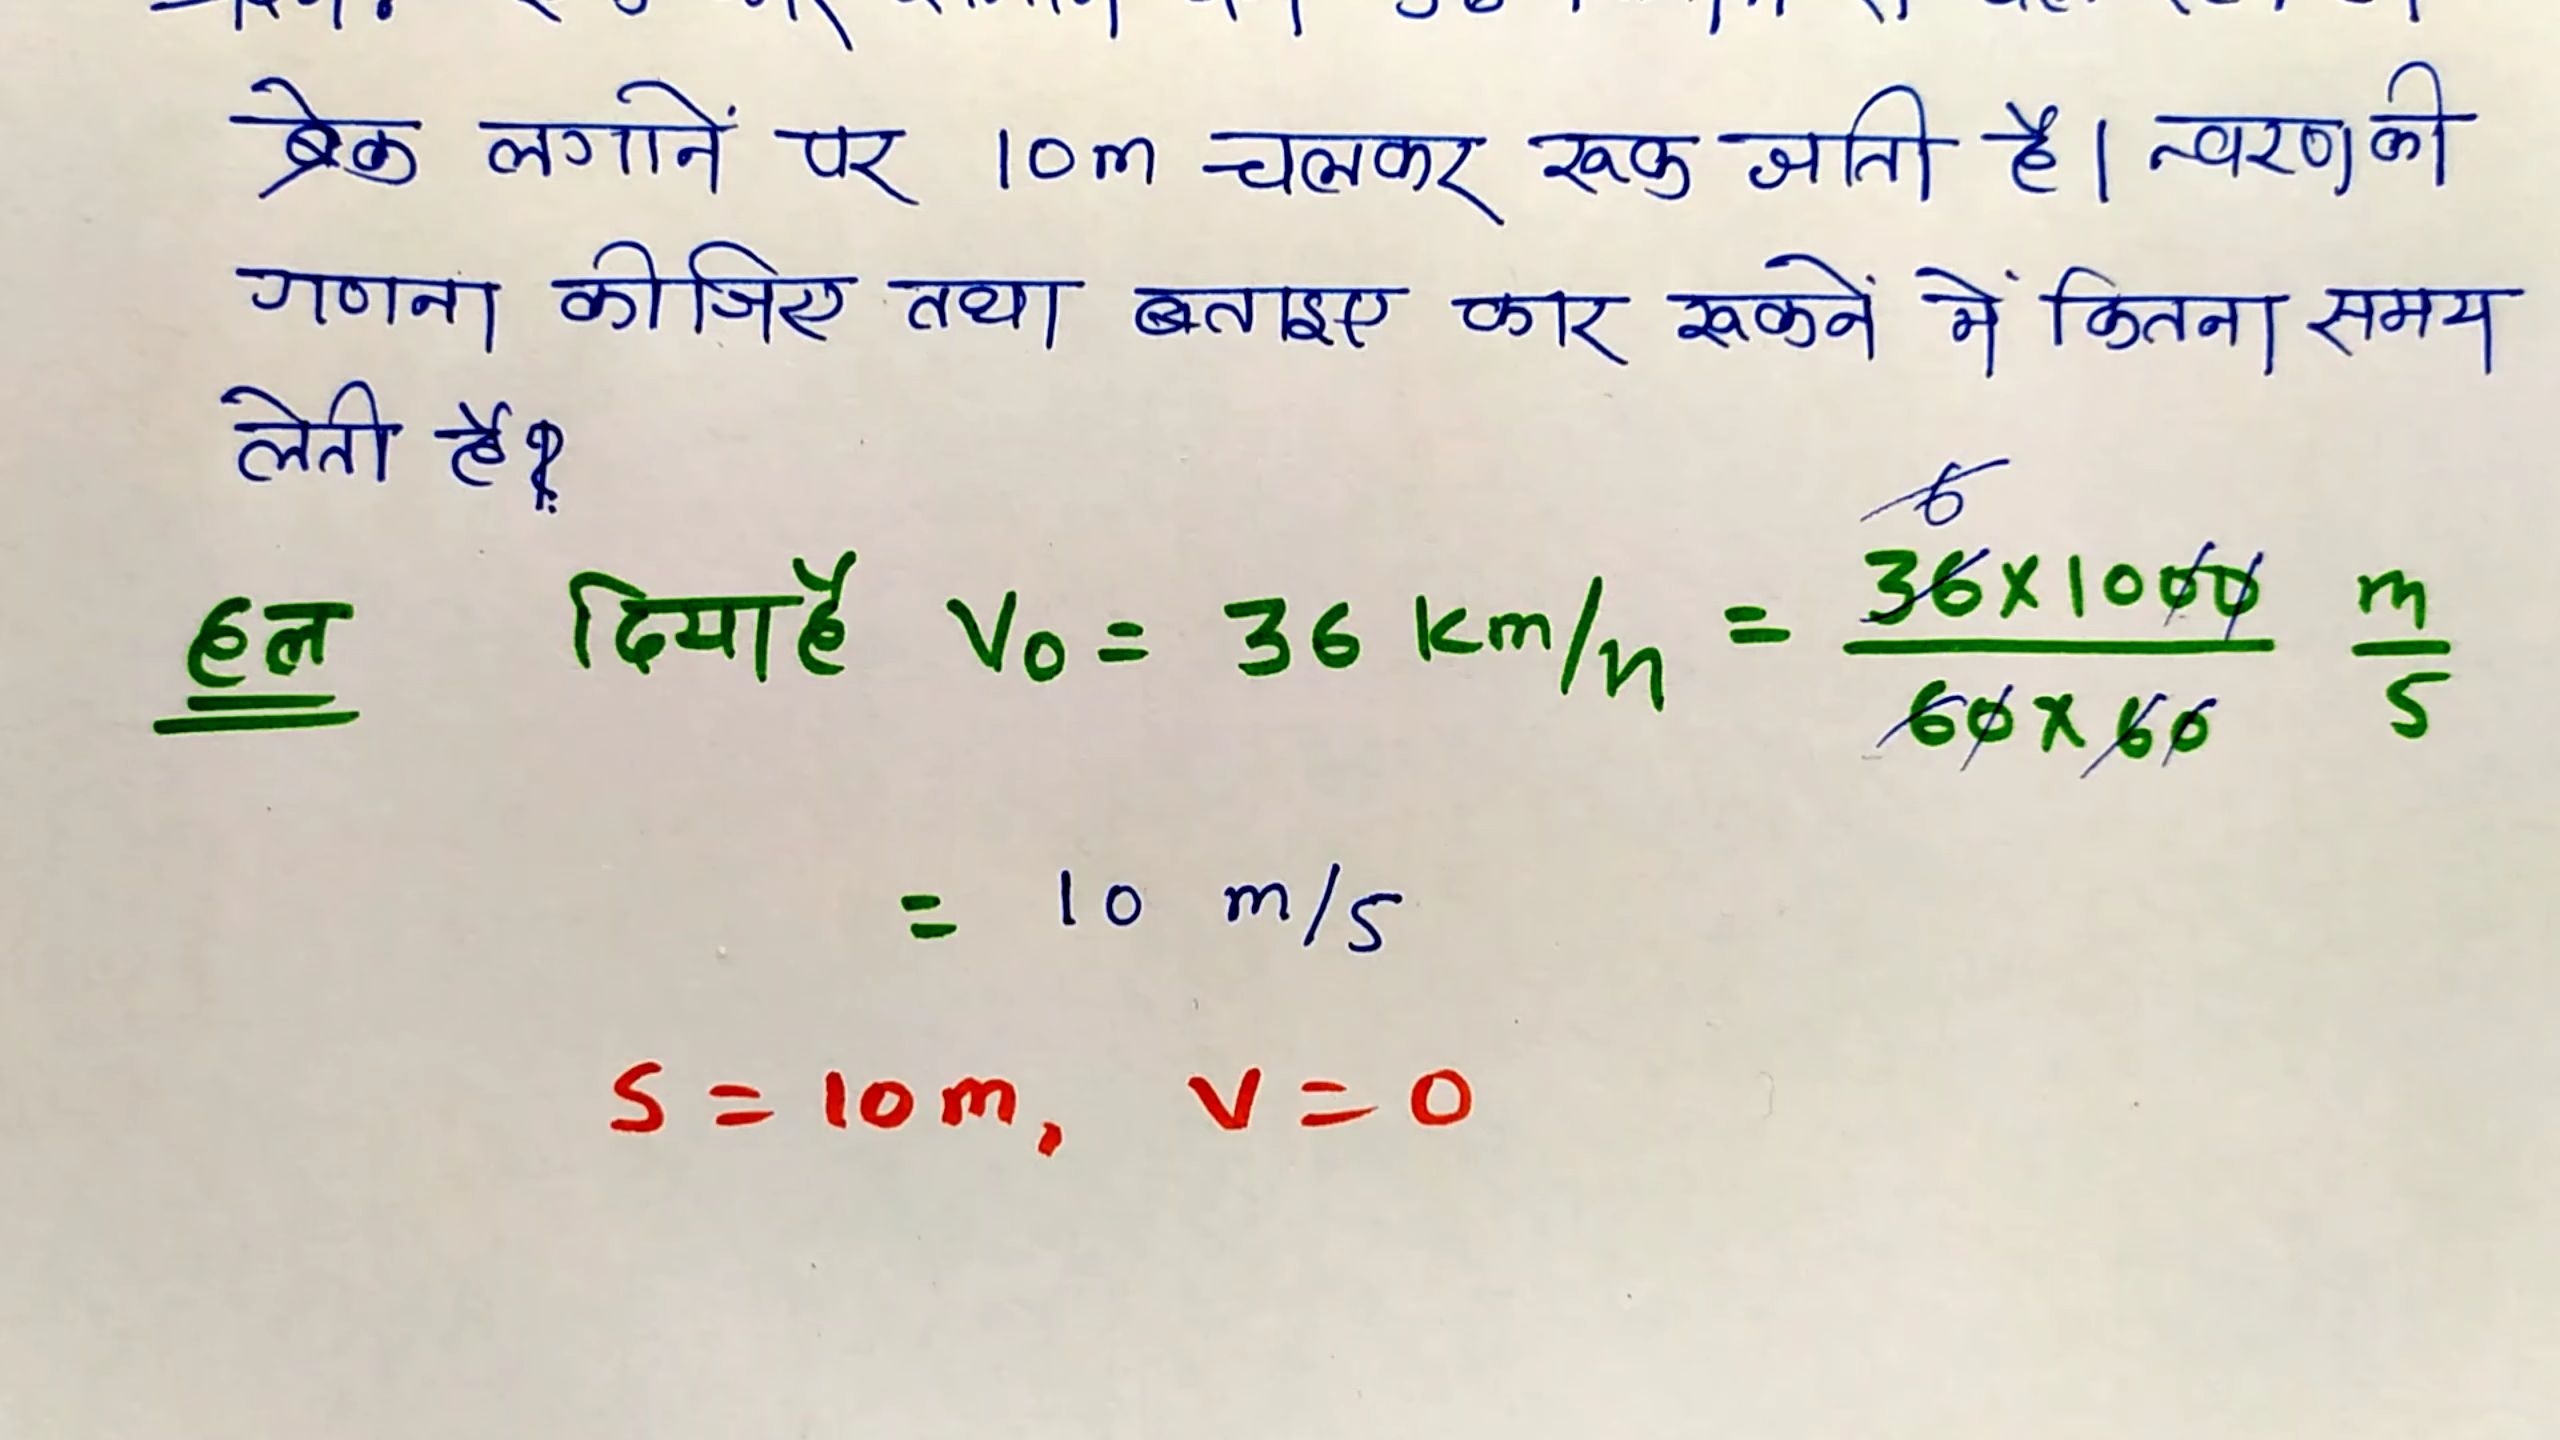 ब्रेक लगानें पर 10m चलकर रूक जाती है। त्वरण की
गणना कीजिए तथा बताइए कार रूकनें में कितना समय
लेती है?
6
हल दिया है V₀ = 36 Km/h = 36×1000 / 60×60 m/s
= 10 m/s
S = 10m, V = 0